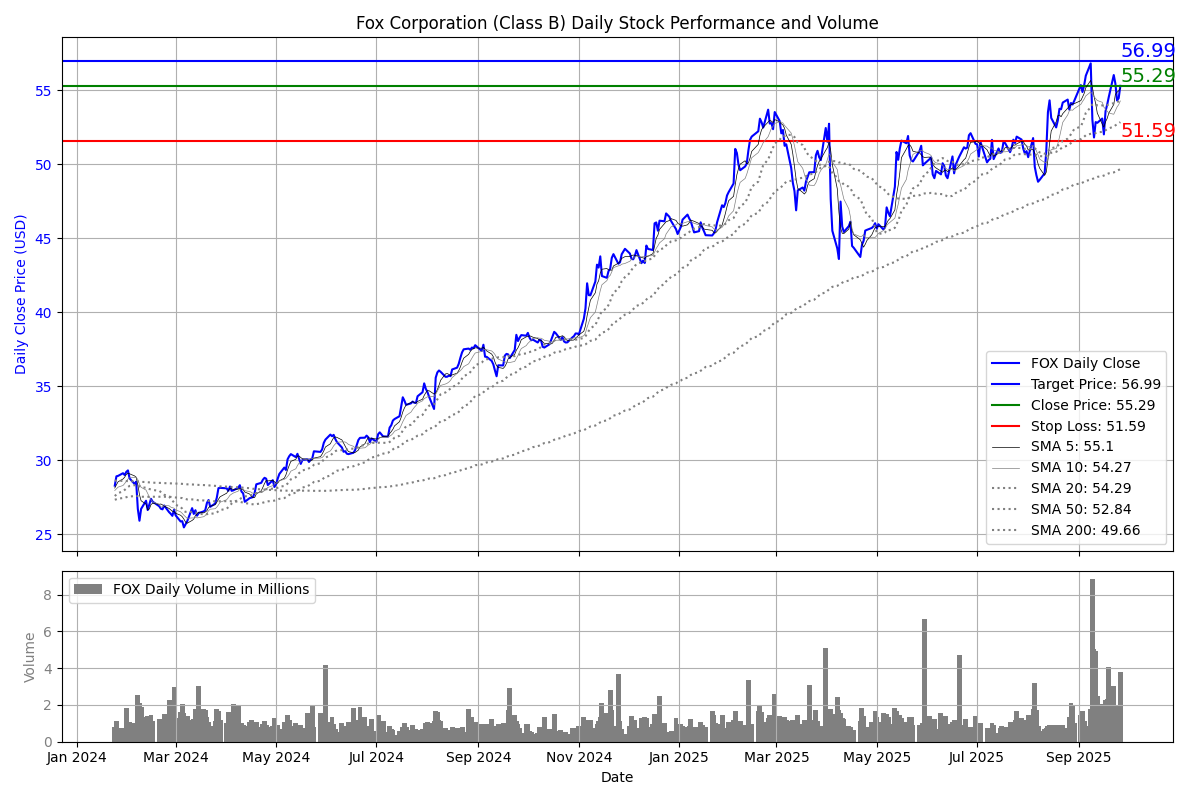 Fox Corporation (Class B) Daily Stock Performance and Volume
56.99
55.29
51.59
Daily Close Price (USD)
55
50
45
40
35
30
25
FOX Daily Close
Target Price: 56.99
Close Price: 55.29
Stop Loss: 51.59
SMA 5: 55.1
SMA 10: 54.27
SMA 20: 54.29
SMA 50: 52.84
SMA 200: 49.66
FOX Daily Volume in Millions
Volume
8
6
4
2
0
Jan 2024 Mar 2024 May 2024 Jul 2024 Sep 2024 Nov 2024 Jan 2025 Mar 2025 May 2025 Jul 2025 Sep 2025
Date